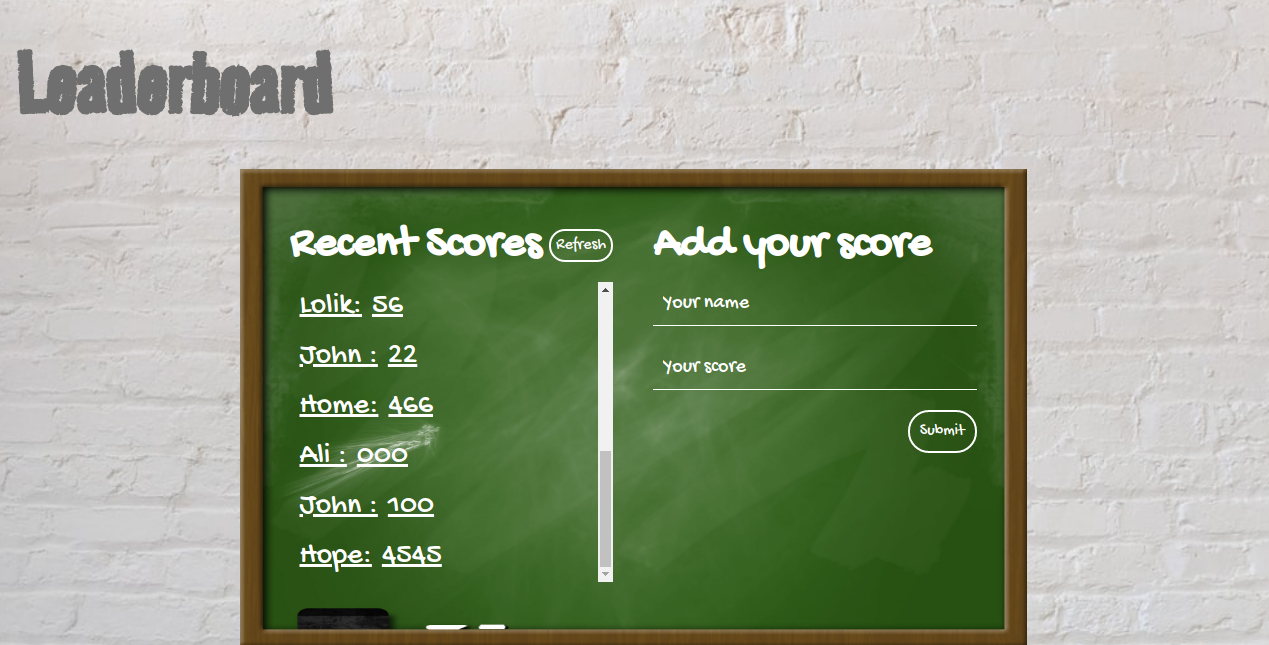 Leaderboard
Recent Scores
Refresh
Lolik: 56
John : 22
Home: 466
Ali : 000
John : 100
Hope: 4545
Add your score
Your name
Your score
Submit